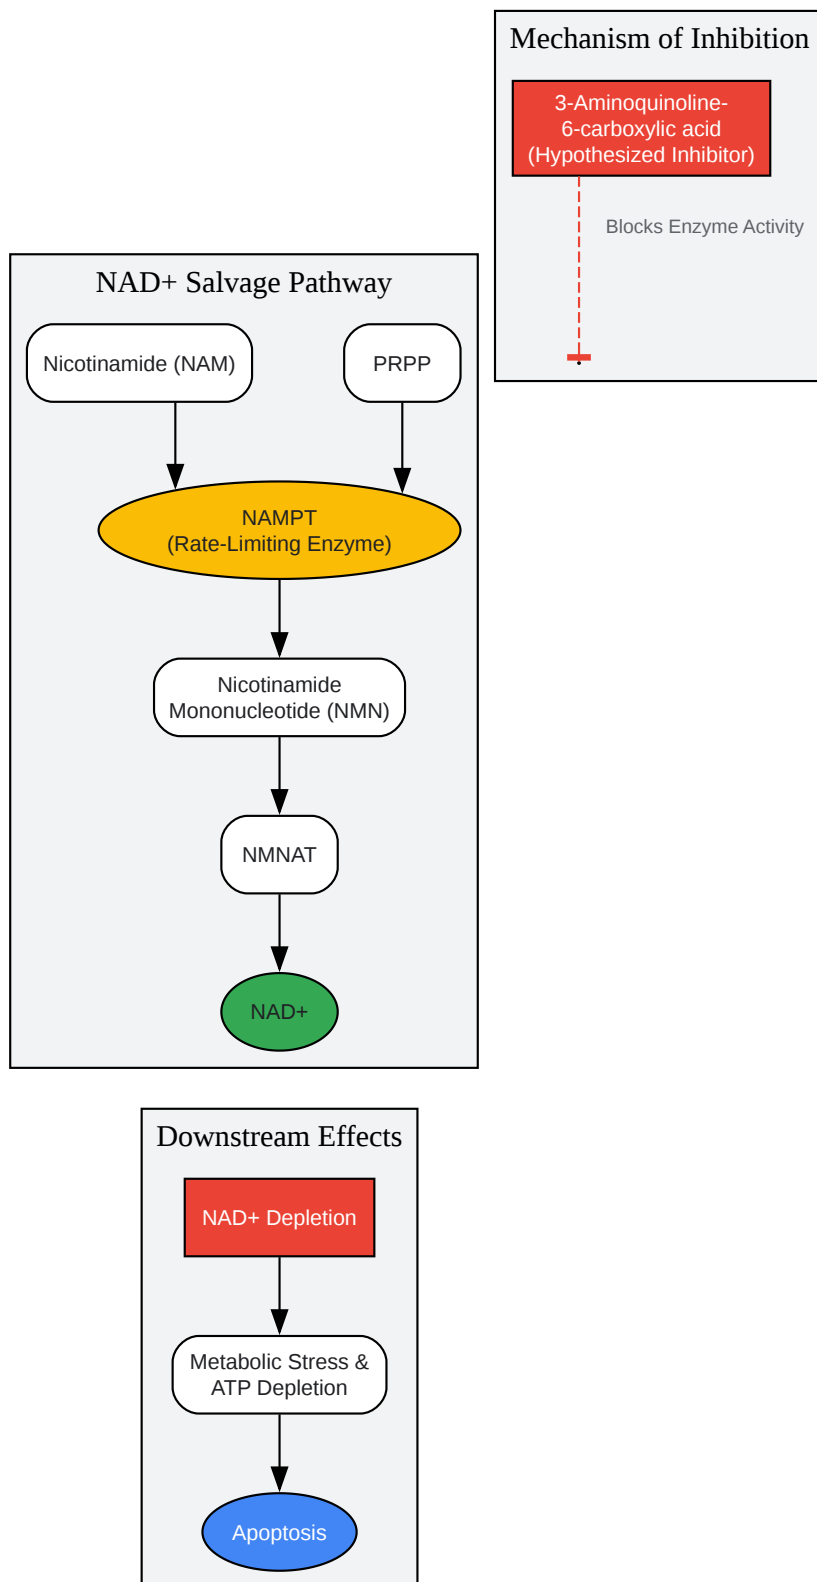 Mechanism of Inhibition
3-Aminoquinoline-
6-carboxylic acid
(Hypothesized Inhibitor)
Blocks Enzyme Activity
NAD+ Salvage Pathway
Nicotinamide (NAM)
PRPP
NAMPT
(Rate-Limiting Enzyme)
Nicotinamide
Mononucleotide (NMN)
NMNAT
NAD+
Downstream Effects
NAD+ Depletion
Metabolic Stress &
ATP Depletion
Apoptosis